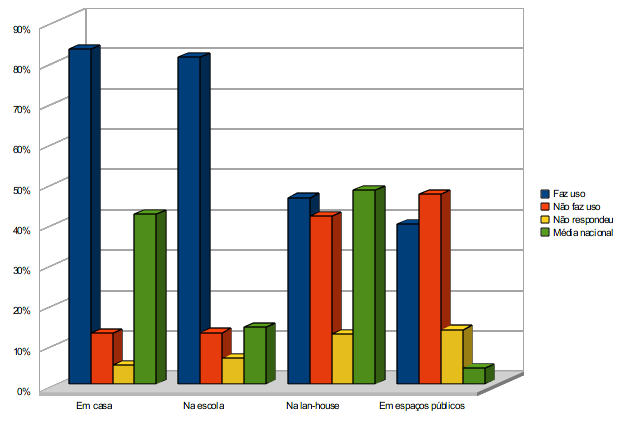 90%
80%
70%
60%
50%
40%
30%
20%
10%
0%
Em casa
Na escola
Na lan-house
Em espaços públicos
Faz uso
Não faz uso
Não respondeu
Média nacional